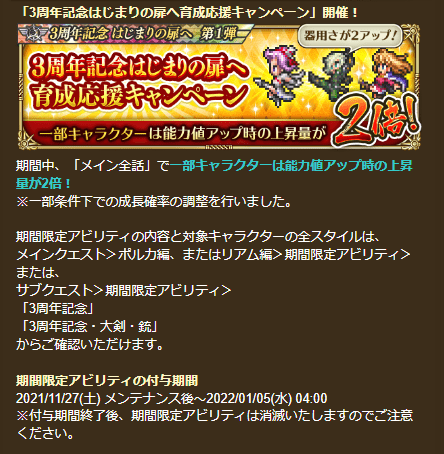 「3周年記念はじまりの扉へ育成応援キャンペーン」開催！
3周年記念 はじまりの扉へ 第1弾
器用さが2アップ！
3周年記念はじまりの扉へ
育成応援キャンペーン
一部キャラクターは能力値アップ時の上昇量が
2倍！
期間中、「メイン全話」で一部キャラクターは能力値アップ時の上昇
量が2倍！
※一部条件下での成長確率の調整を行いました。
期間限定アビリティの内容と対象キャラクターの全スタイルは、
メインクエスト＞ポルカ編、またはリアム編＞期間限定アビリティ＞
または、
サブクエスト＞期間限定アビリティ＞
「3周年記念」
「3周年記念・大剣・銃」
からご確認いただけます。
期間限定アビリティの付与期間
2021/11/27(土) メンテナンス後～2022/01/05(水) 04:00
※付与期間終了後、期間限定アビリティは消滅いたしますのでご注意
ください。